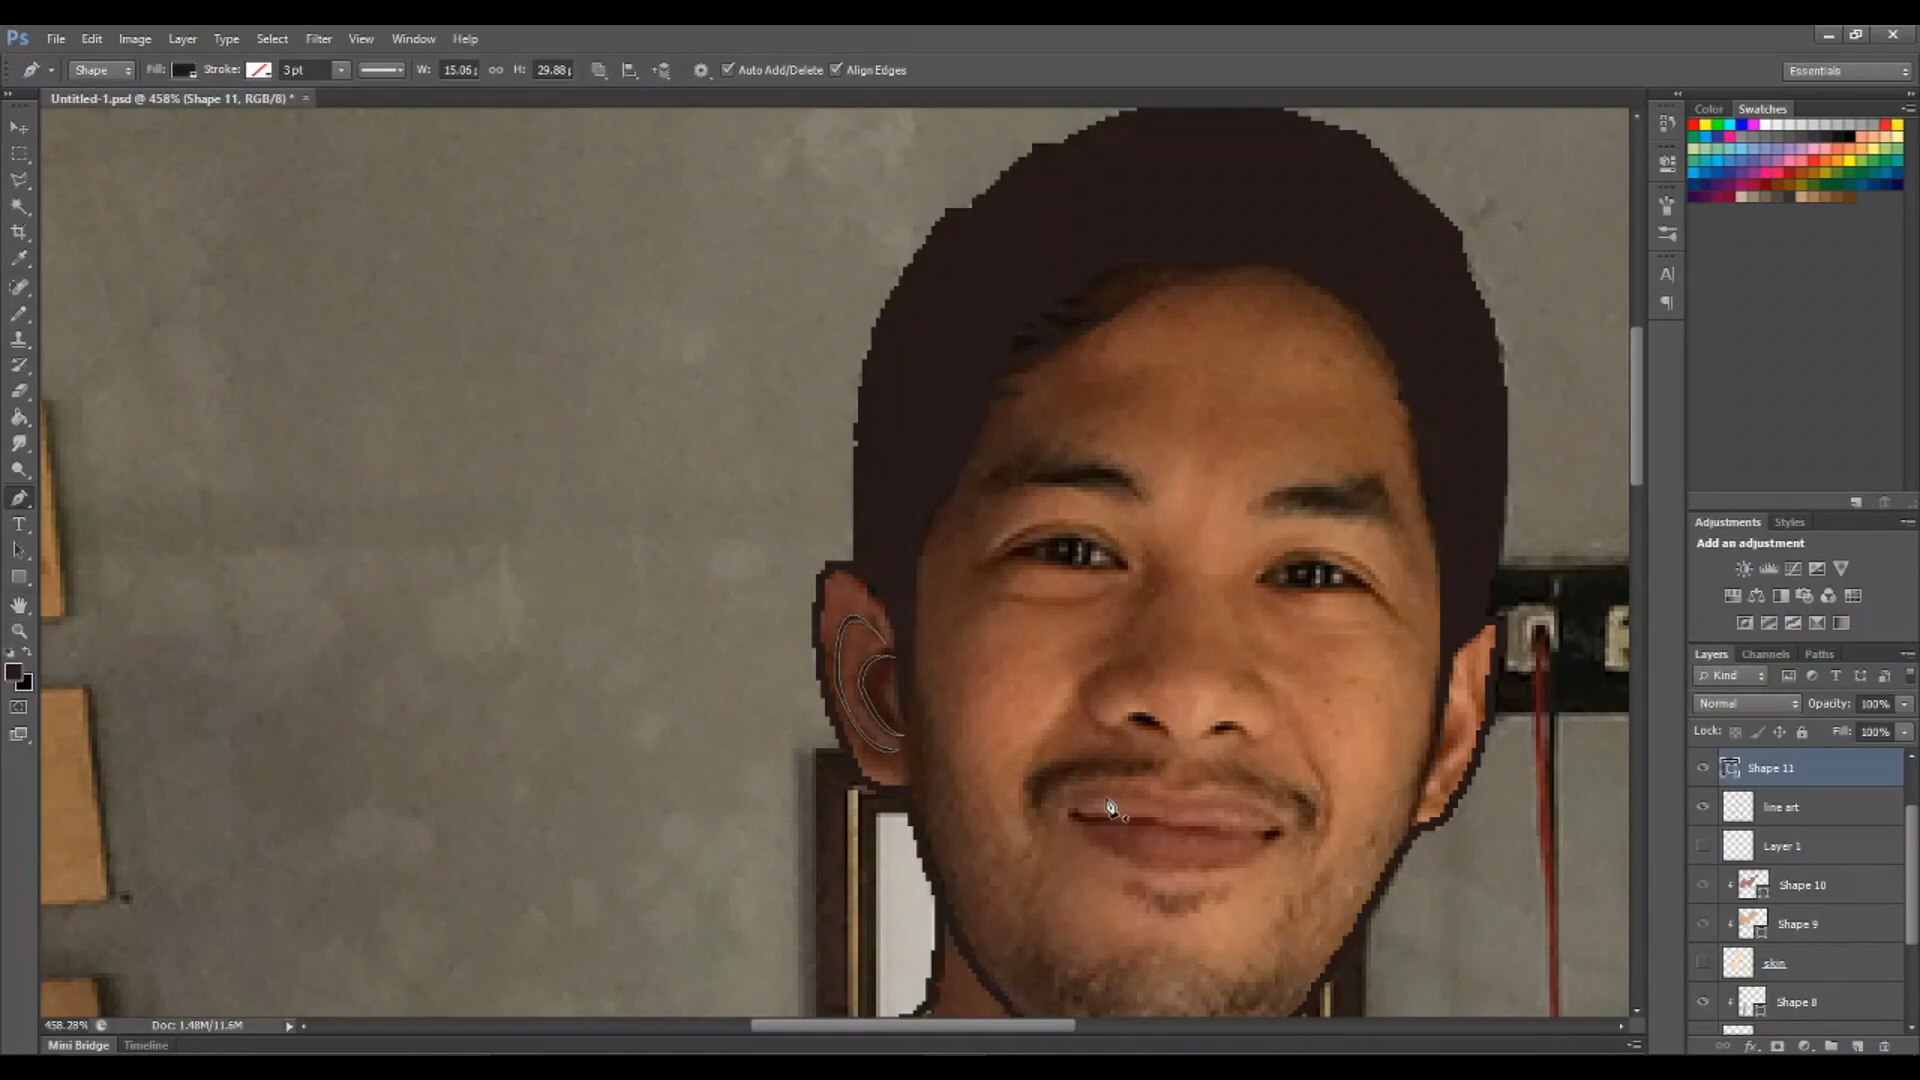 Ps File Edit Image Layer Type Select Filter View Window Help
Shape Fill: Stroke: 3 pt W: 15.06 H: 29.88 Auto Add/Delete Align Edges Essentials
Untitled-1.psd @ 458% (Shape 11, RGB/8) * ×
Color Swatches
Adjustments Styles
Add an adjustment
Layers Channels Paths
Kind
Normal Opacity: 100%
Lock: Fill: 100%
Shape 11
line art
Layer 1
Shape 10
Shape 9
skin
Shape 8
458.28% Doc: 1.48M/11.6M
Mini Bridge Timeline